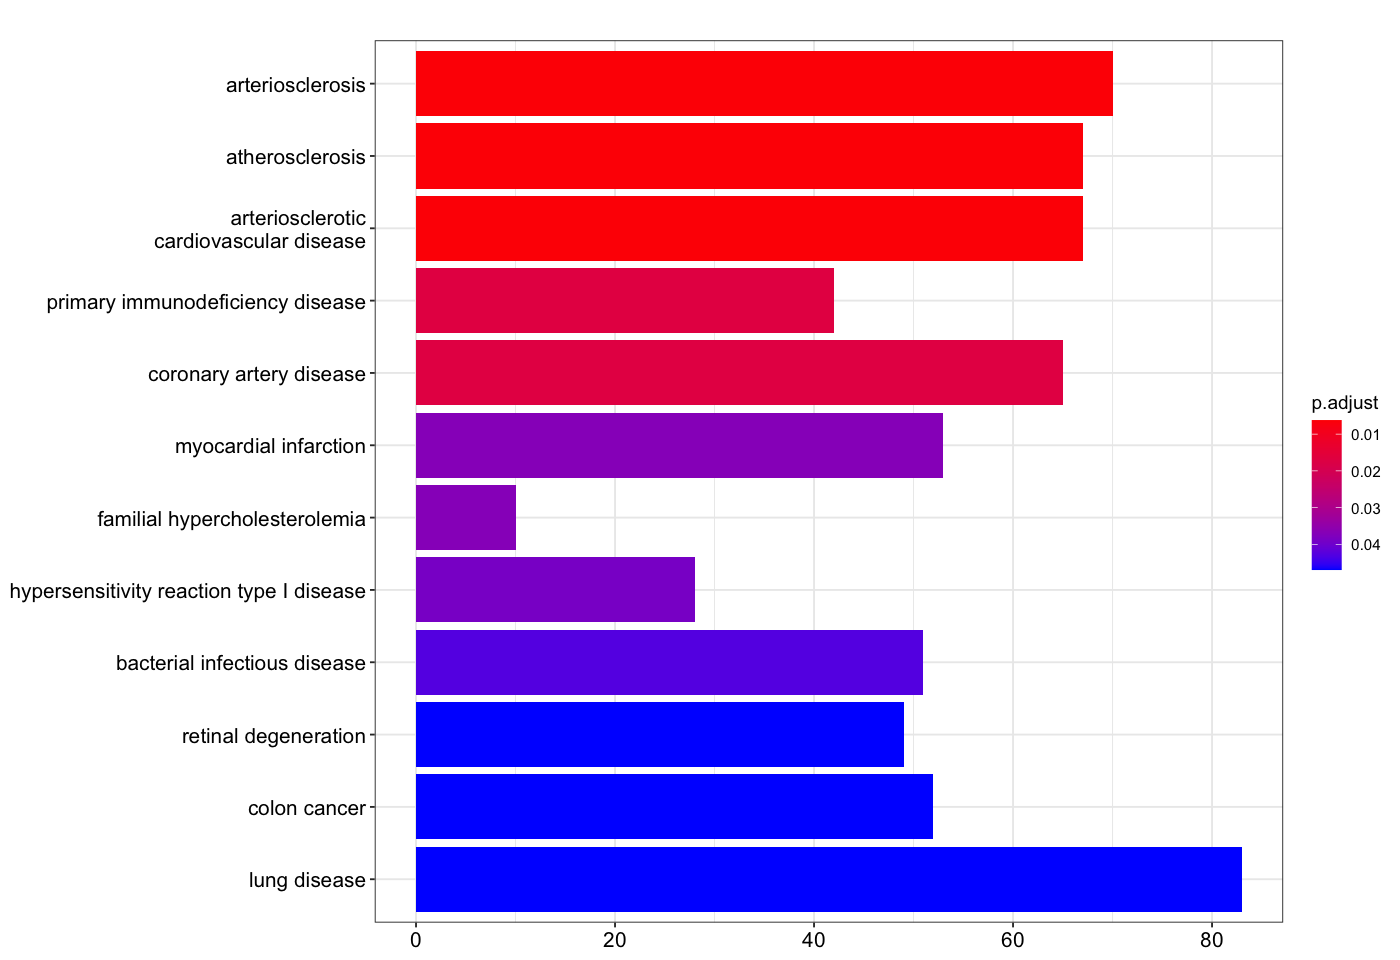 arteriosclerosis
atherosclerosis
arteriosclerotic
cardiovascular disease
primary immunodeficiency disease
coronary artery disease
myocardial infarction
familial hypercholesterolemia
hypersensitivity reaction type I disease
bacterial infectious disease
retinal degeneration
colon cancer
lung disease
0 20 40 60 80
p.adjust
0.01
0.02
0.03
0.04